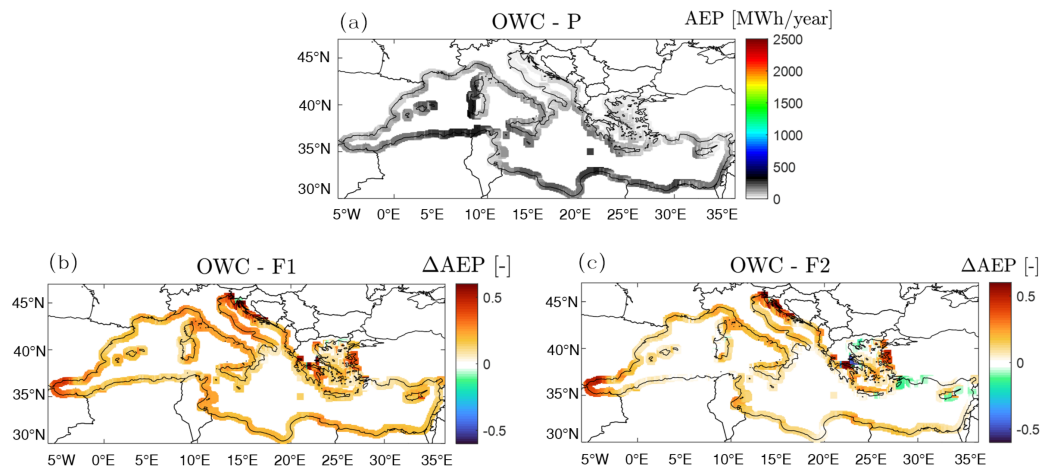 (a) OWC - P AEP [MWh/year]
45°N
40°N
35°N
30°N
5°W 0°E 5°E 10°E 15°E 20°E 25°E 30°E 35°E
2500
2000
1500
1000
500
0
(b) OWC - F1 ΔAEP [-]
45°N
40°N
35°N
30°N
5°W 0°E 5°E 10°E 15°E 20°E 25°E 30°E 35°E
0.5
0
-0.5
(c) OWC - F2 ΔAEP [-]
45°N
40°N
35°N
30°N
5°W 0°E 5°E 10°E 15°E 20°E 25°E 30°E 35°E
0.5
0
-0.5